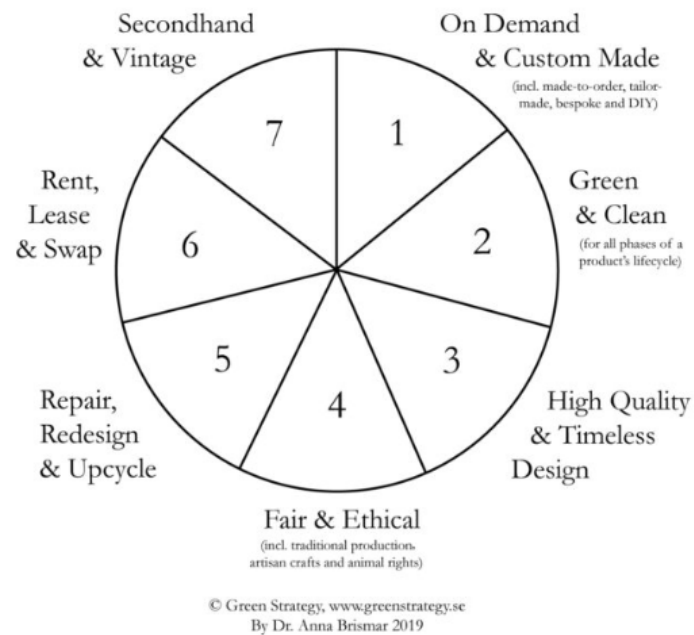 Secondhand
& Vintage
On Demand
& Custom Made
(incl. made-to-order, tailor-
made, bespoke and DIY)
7
1
Rent,
Lease
& Swap
Green
& Clean
(for all phases of a
product's lifecycle)
6
2
5
3
4
Repair,
Redesign
& Upcycle
High Quality
& Timeless
Design
Fair & Ethical
(incl. traditional production,
artisan crafts and animal rights)
© Green Strategy, www.greenstrategy.se
By Dr. Anna Brismar 2019